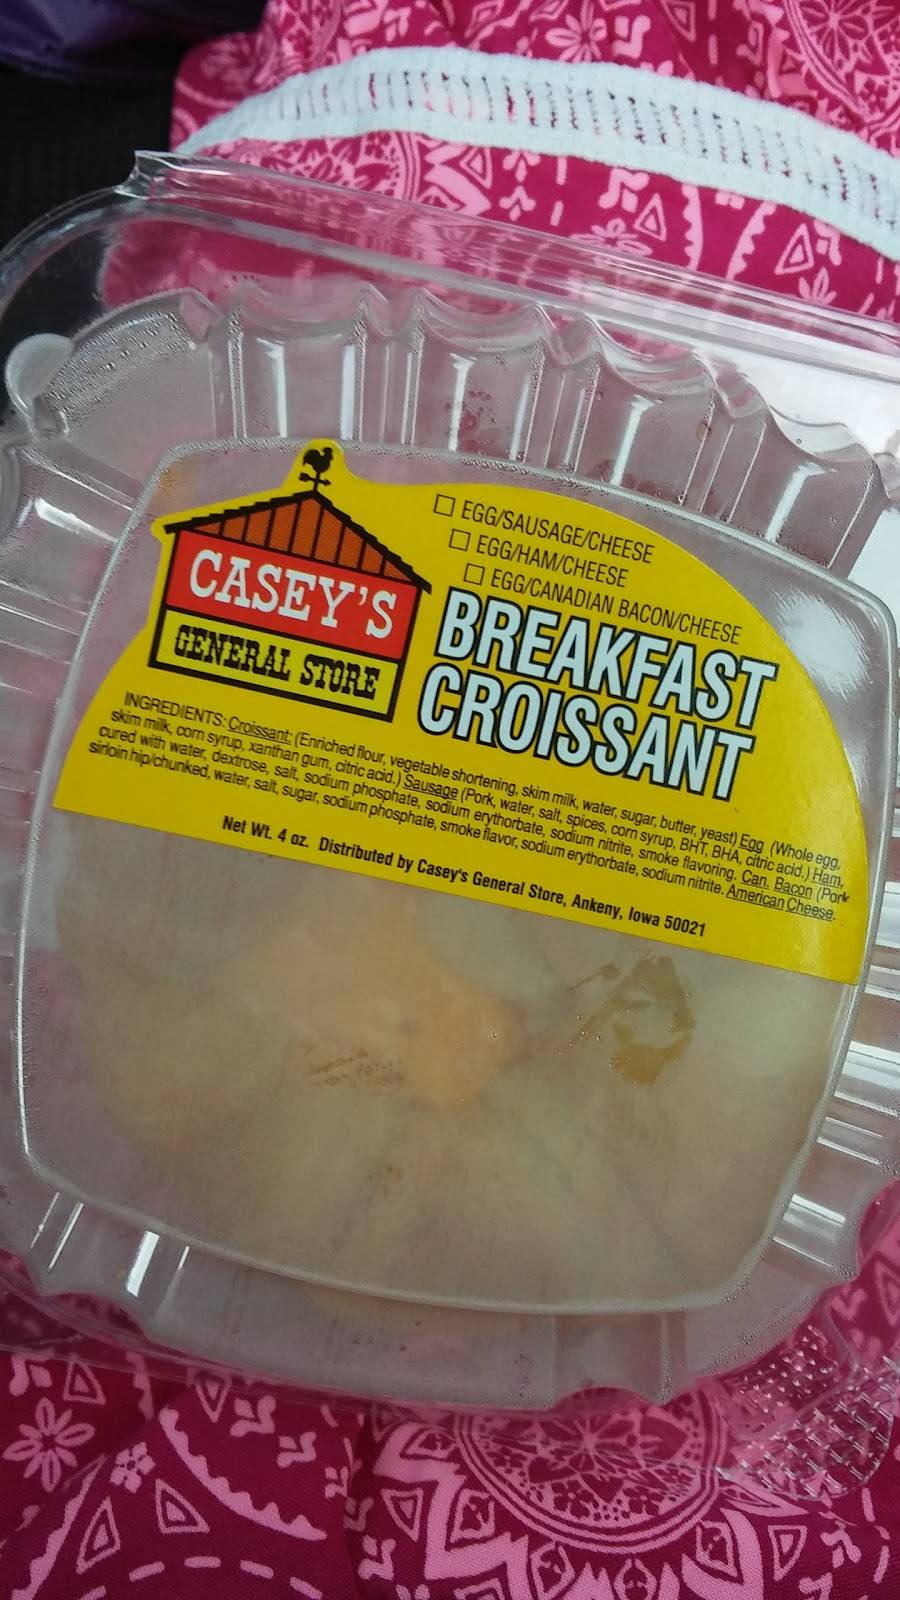 CASEY'S
GENERAL STORE
☐ EGG/SAUSAGE/CHEESE
☐ EGG/HAM/CHEESE
☐ EGG/CANADIAN BACON/CHEESE
BREAKFAST
CROISSANT
INGREDIENTS: Croissant: (Enriched flour, vegetable shortening, skim milk, water, sugar, butter, yeast) Egg (Whole egg,
skim milk, corn syrup, xanthan gum, citric acid.) Sausage (Pork, water, salt, spices, corn syrup, BHT, BHA, citric acid.) Ham,
cured with water, dextrose, salt, sodium phosphate, sodium erythorbate, sodium nitrite, smoke flavoring. Can. Bacon (Pork
sirloin hip/chunked, water, salt, sugar, sodium phosphate, smoke flavor, sodium erythorbate, sodium nitrate. American Cheese.
Net Wt. 4 oz. Distributed by Casey's General Store, Ankeny, Iowa 50021